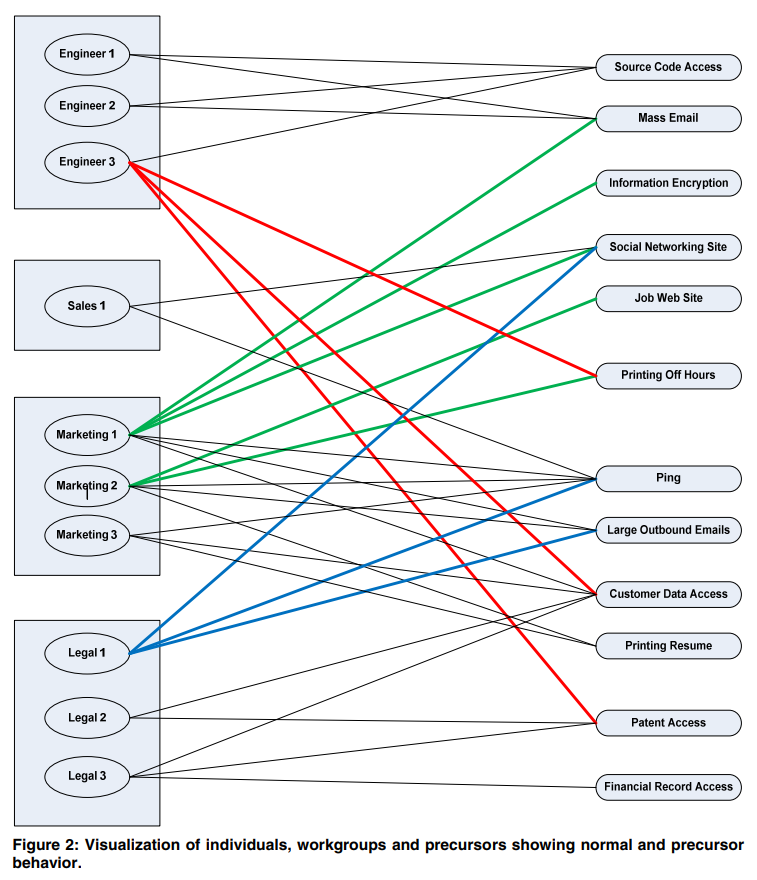 Engineer 1
Engineer 2
Engineer 3
Sales 1
Marketing 1
Marketing 2
Marketing 3
Legal 1
Legal 2
Legal 3
Source Code Access
Mass Email
Information Encryption
Social Networking Site
Job Web Site
Printing Off Hours
Ping
Large Outbound Emails
Customer Data Access
Printing Resume
Patent Access
Financial Record Access
Figure 2: Visualization of individuals, workgroups and precursors showing normal and precursor
behavior.